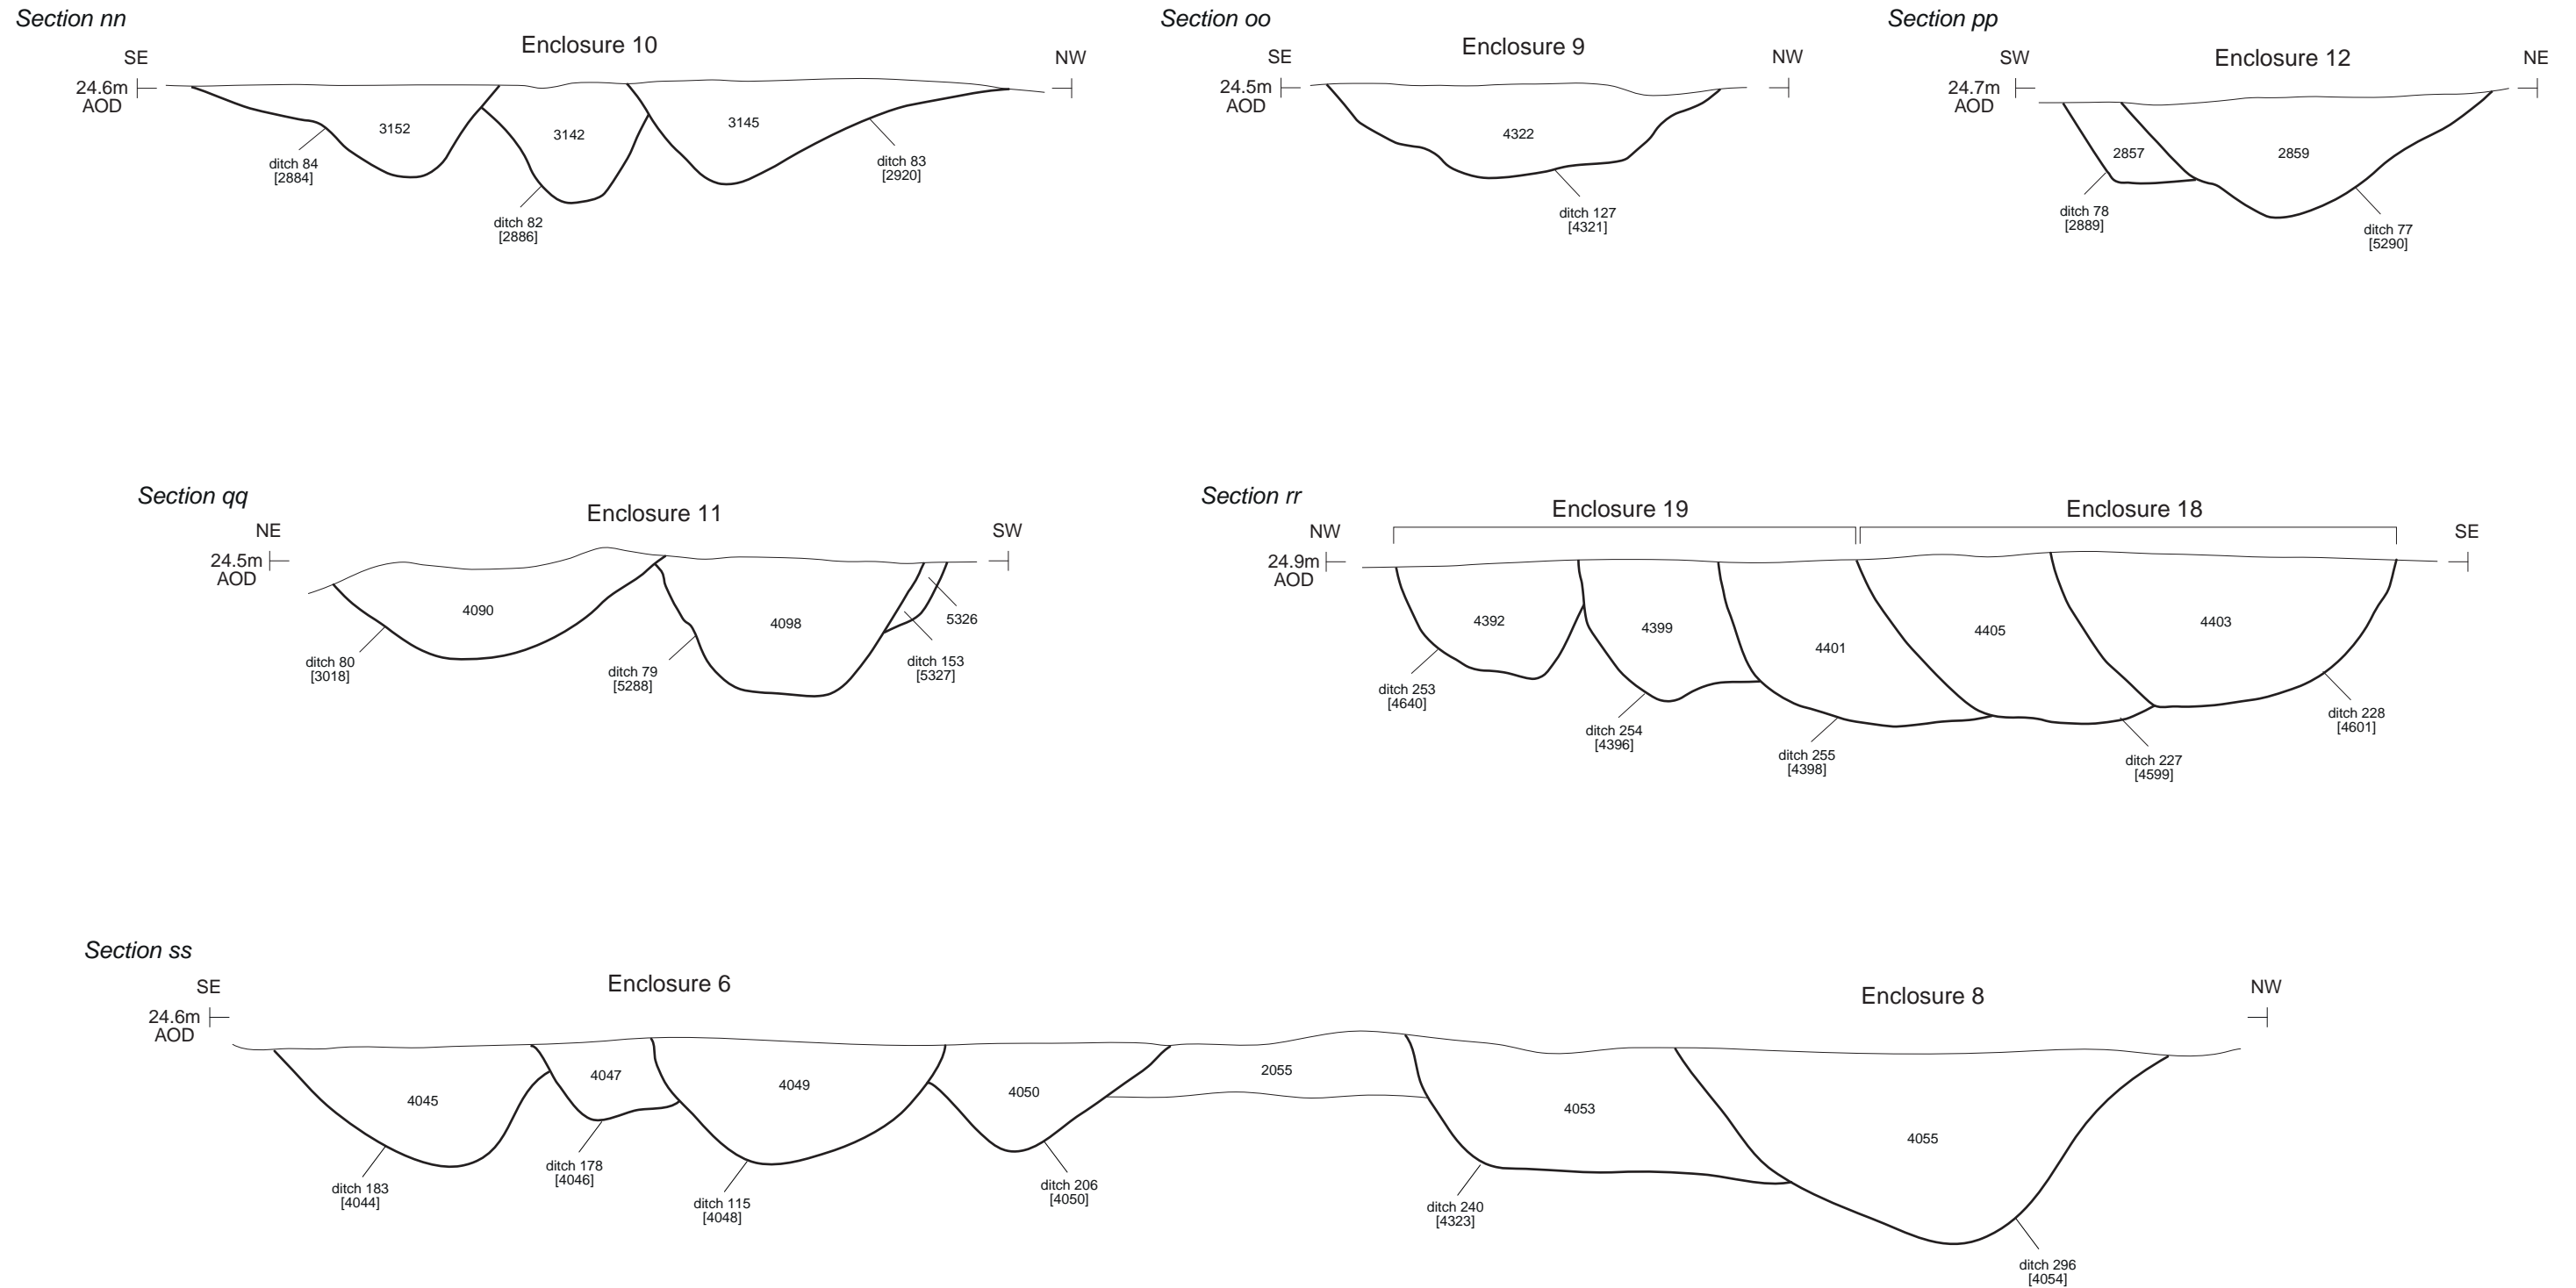 Section nn
Enclosure 10
SE
NW
24.6m
AOD
3152
3142
3145
ditch 84
[2884]
ditch 82
[2886]
ditch 83
[2920]
Section oo
Enclosure 9
SE
NW
24.5m
AOD
4322
ditch 127
[4321]
Section pp
Enclosure 12
SW
NE
24.7m
AOD
2857
2859
ditch 78
[2889]
ditch 77
[5290]
Section qq
Enclosure 11
NE
SW
24.5m
AOD
4090
4098
5326
ditch 80
[3018]
ditch 79
[5288]
ditch 153
[5327]
Section rr
Enclosure 19
Enclosure 18
NW
SE
24.9m
AOD
4392
4399
4401
4405
4403
ditch 253
[4640]
ditch 254
[4396]
ditch 255
[4398]
ditch 227
[4599]
ditch 228
[4601]
Section ss
Enclosure 6
Enclosure 8
SE
NW
24.6m
AOD
4045
4047
4049
4050
2055
4053
4055
ditch 183
[4044]
ditch 178
[4046]
ditch 115
[4048]
ditch 206
[4050]
ditch 240
[4323]
ditch 296
[4054]